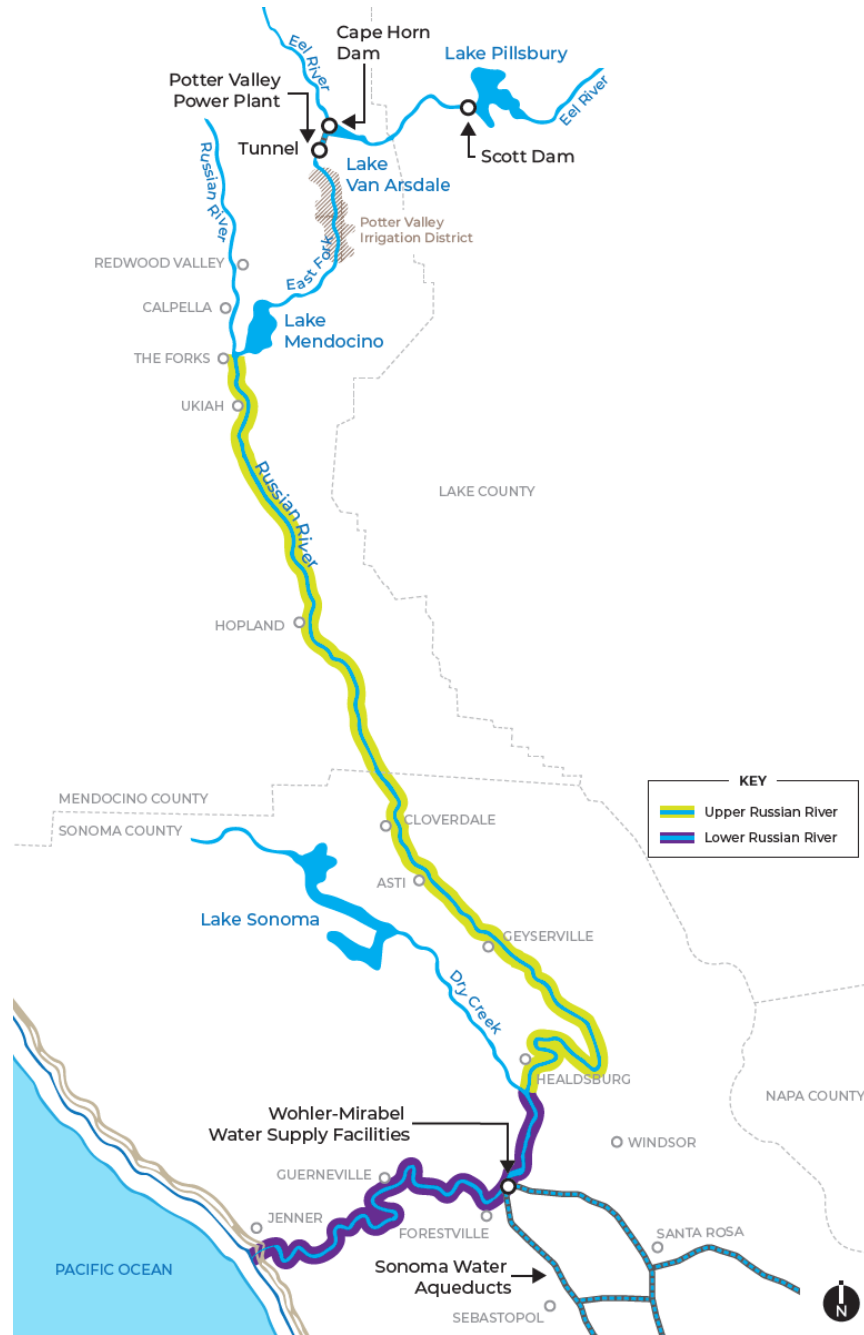 Eel River
Cape Horn
Dam
Lake Pillsbury
Potter Valley
Power Plant
Eel River
Russian River
Tunnel
Scott Dam
Lake
Van Arsdale
Potter Valley
Irrigation District
REDWOOD VALLEY
East Fork
CALPELLA
Lake
Mendocino
THE FORKS
UKIAH
Russian River
LAKE COUNTY
HOPLAND
KEY
Upper Russian River
Lower Russian River
MENDOCINO COUNTY
SONOMA COUNTY
CLOVERDALE
ASTI
Lake Sonoma
GEYSERVILLE
Dry Creek
HEALDSBURG
NAPA COUNTY
Wohler-Mirabel
Water Supply Facilities
WINDSOR
GUERNEVILLE
JENNER
FORESTVILLE
SANTA ROSA
PACIFIC OCEAN
Sonoma Water
Aqueducts
SEBASTOPOL
N